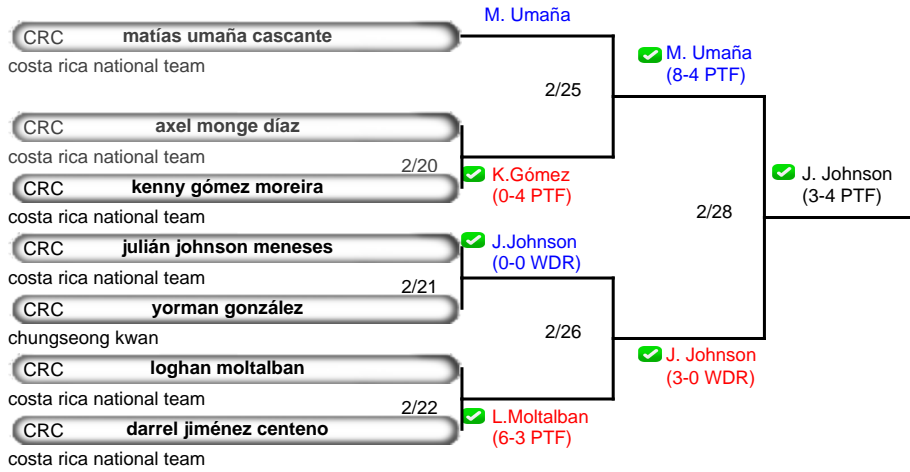 M. Umaña
CRC matías umaña cascante
costa rica national team
M. Umaña
(8-4 PTF)
2/25
CRC axel monge díaz
costa rica national team
2/20
CRC kenny gómez moreira
costa rica national team
K.Gómez
(0-4 PTF)
J. Johnson
(3-4 PTF)
2/28
CRC julián johnson meneses
costa rica national team
J.Johnson
(0-0 WDR)
2/21
CRC yorman gonzález
chungseong kwan
2/26
J. Johnson
(3-0 WDR)
CRC loghan moltalban
costa rica national team
2/22
CRC darrel jiménez centeno
costa rica national team
L.Moltalban
(6-3 PTF)